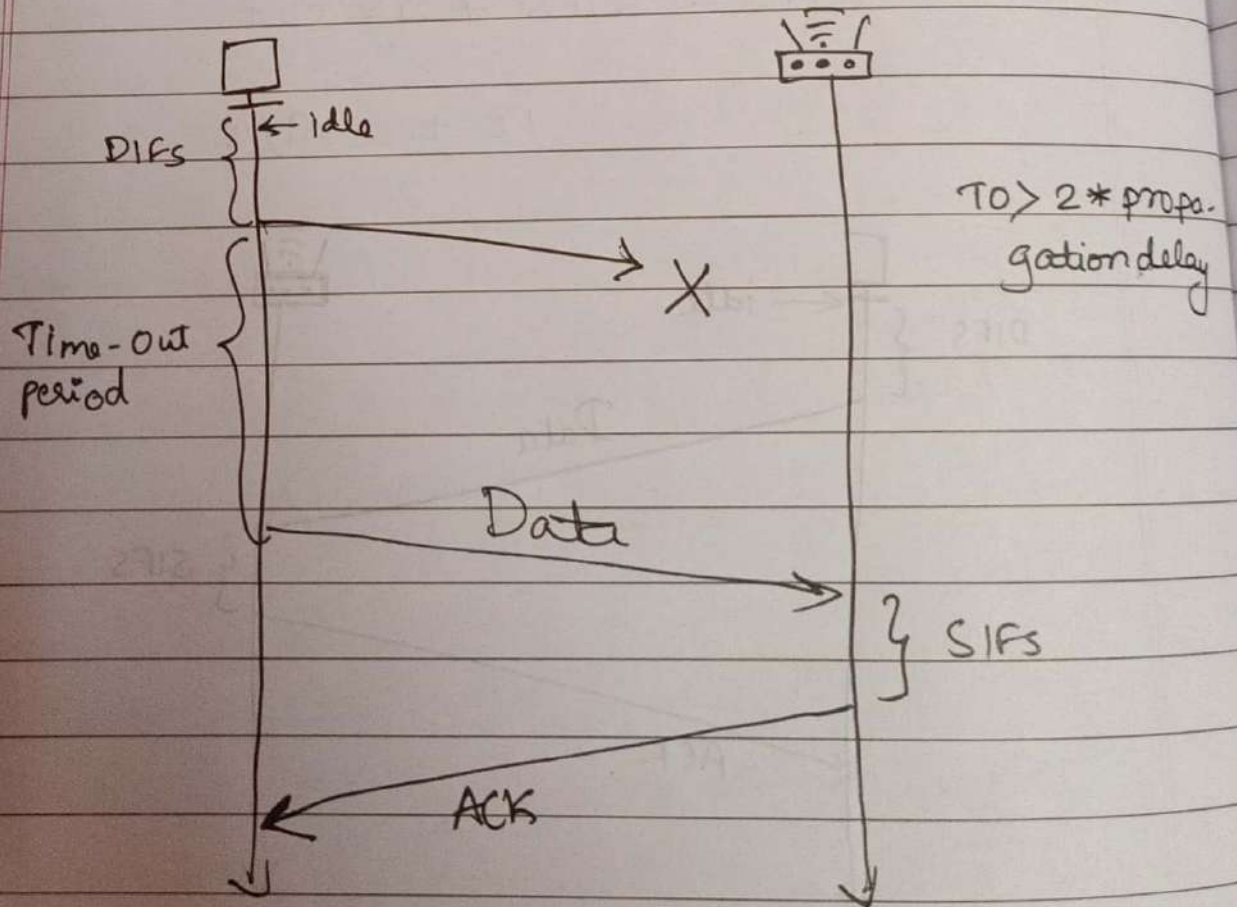 ← idle
DIFs
TO > 2 * propa-
gation delay
X
Time-Out
period
Data
SIFs
ACK